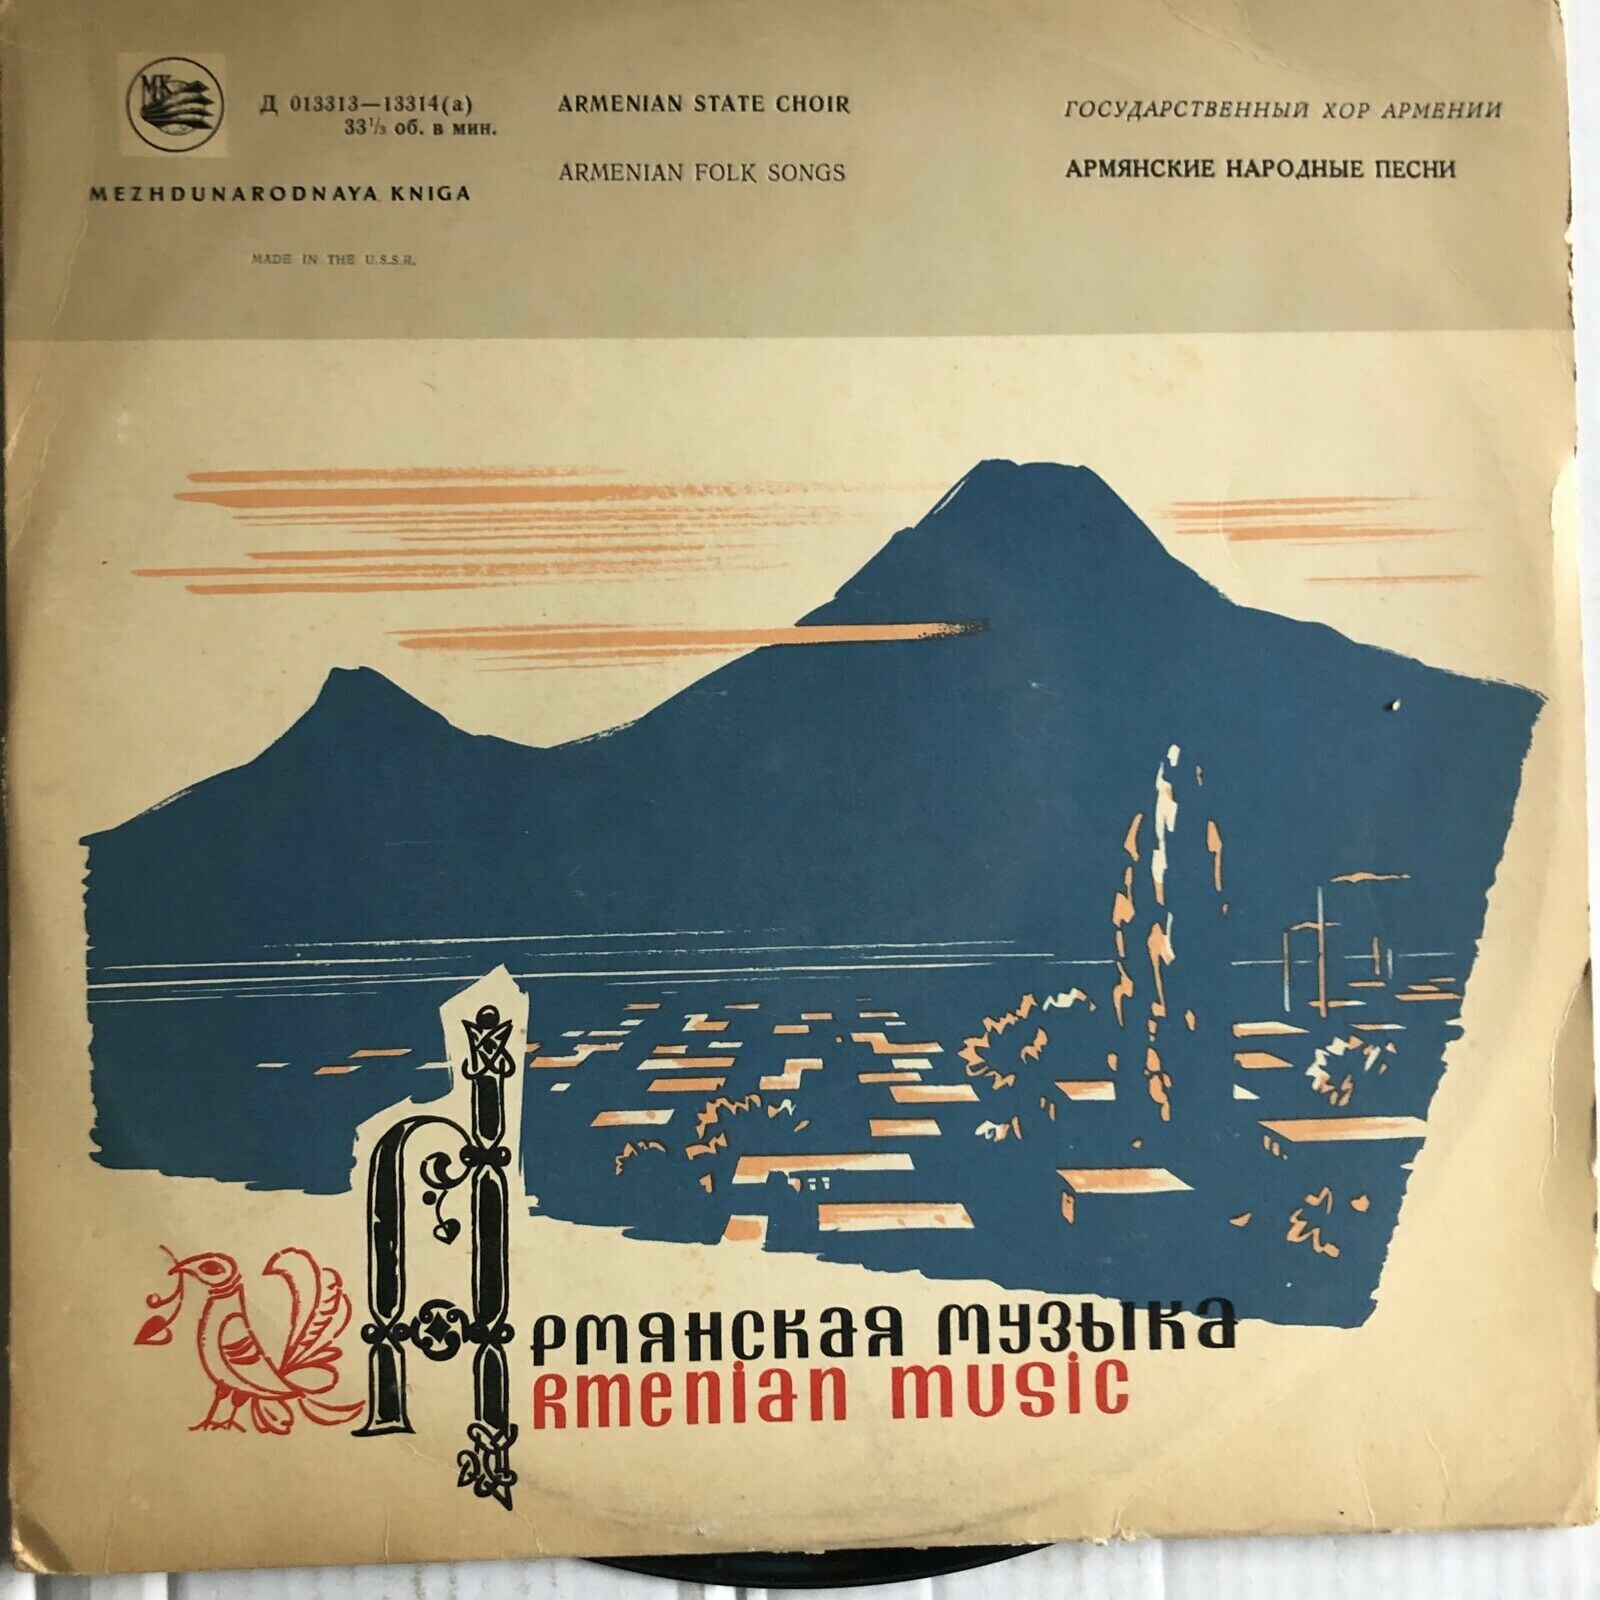 МК
Д 013313—13314(а)
33⅓ об. в мин.
MEZHDUNARODNAYA KNIGA
MADE IN THE U.S.S.R.
ARMENIAN STATE CHOIR
ARMENIAN FOLK SONGS
ГОСУДАРСТВЕННЫЙ ХОР АРМЕНИИ
АРМЯНСКИЕ НАРОДНЫЕ ПЕСНИ
Армянская музыка
Armenian music